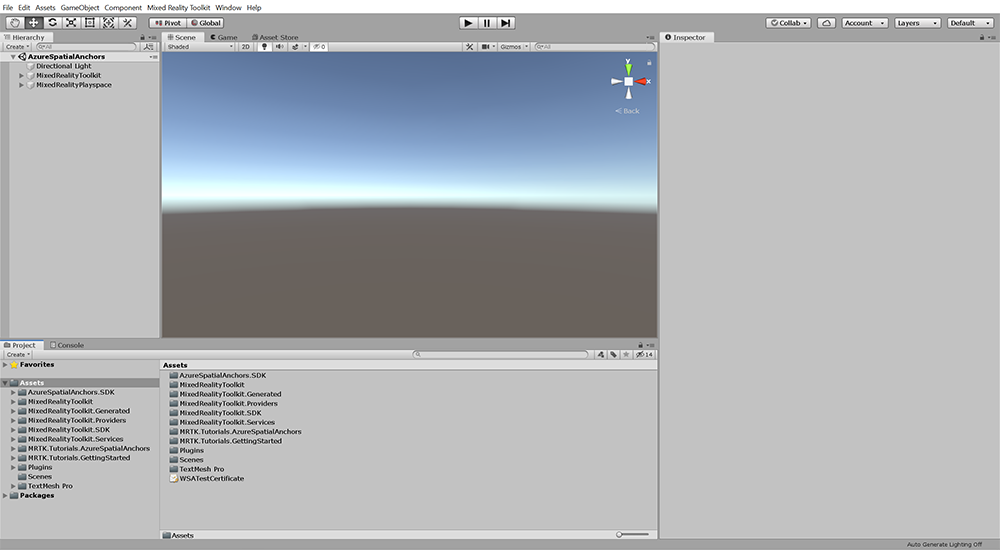 File Edit Assets GameObject Component Mixed Reality Toolkit Window Help
Pivot Global Collab Account Layers Default
Hierarchy
Create All
AzureSpatialAnchors
Directional Light
MixedRealityToolkit
MixedRealityPlayspace
Scene Game Asset Store
Shaded 2D 0 Gizmos All
y
x
Back
Inspector
Project Console
Create 14
Favorites
Assets
AzureSpatialAnchors.SDK
MixedRealityToolkit
MixedRealityToolkit.Generated
MixedRealityToolkit.Providers
MixedRealityToolkit.SDK
MixedRealityToolkit.Services
MRTK.Tutorials.AzureSpatialAnchors
MRTK.Tutorials.GettingStarted
Plugins
Scenes
TextMesh Pro
Packages
Assets
AzureSpatialAnchors.SDK
MixedRealityToolkit
MixedRealityToolkit.Generated
MixedRealityToolkit.Providers
MixedRealityToolkit.SDK
MixedRealityToolkit.Services
MRTK.Tutorials.AzureSpatialAnchors
MRTK.Tutorials.GettingStarted
Plugins
Scenes
TextMesh Pro
WSATestCertificate
Assets
Auto Generate Lighting Off